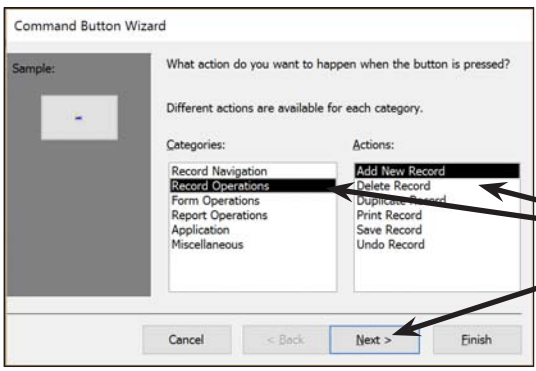 Command Button Wizard
Sample:
What action do you want to happen when the button is pressed?
Different actions are available for each category.
Categories:
Actions:
Record Navigation
Record Operations
Form Operations
Report Operations
Application
Miscellaneous
Add New Record
Delete Record
Duplicate Record
Print Record
Save Record
Undo Record
Cancel
< Back
Next >
Finish